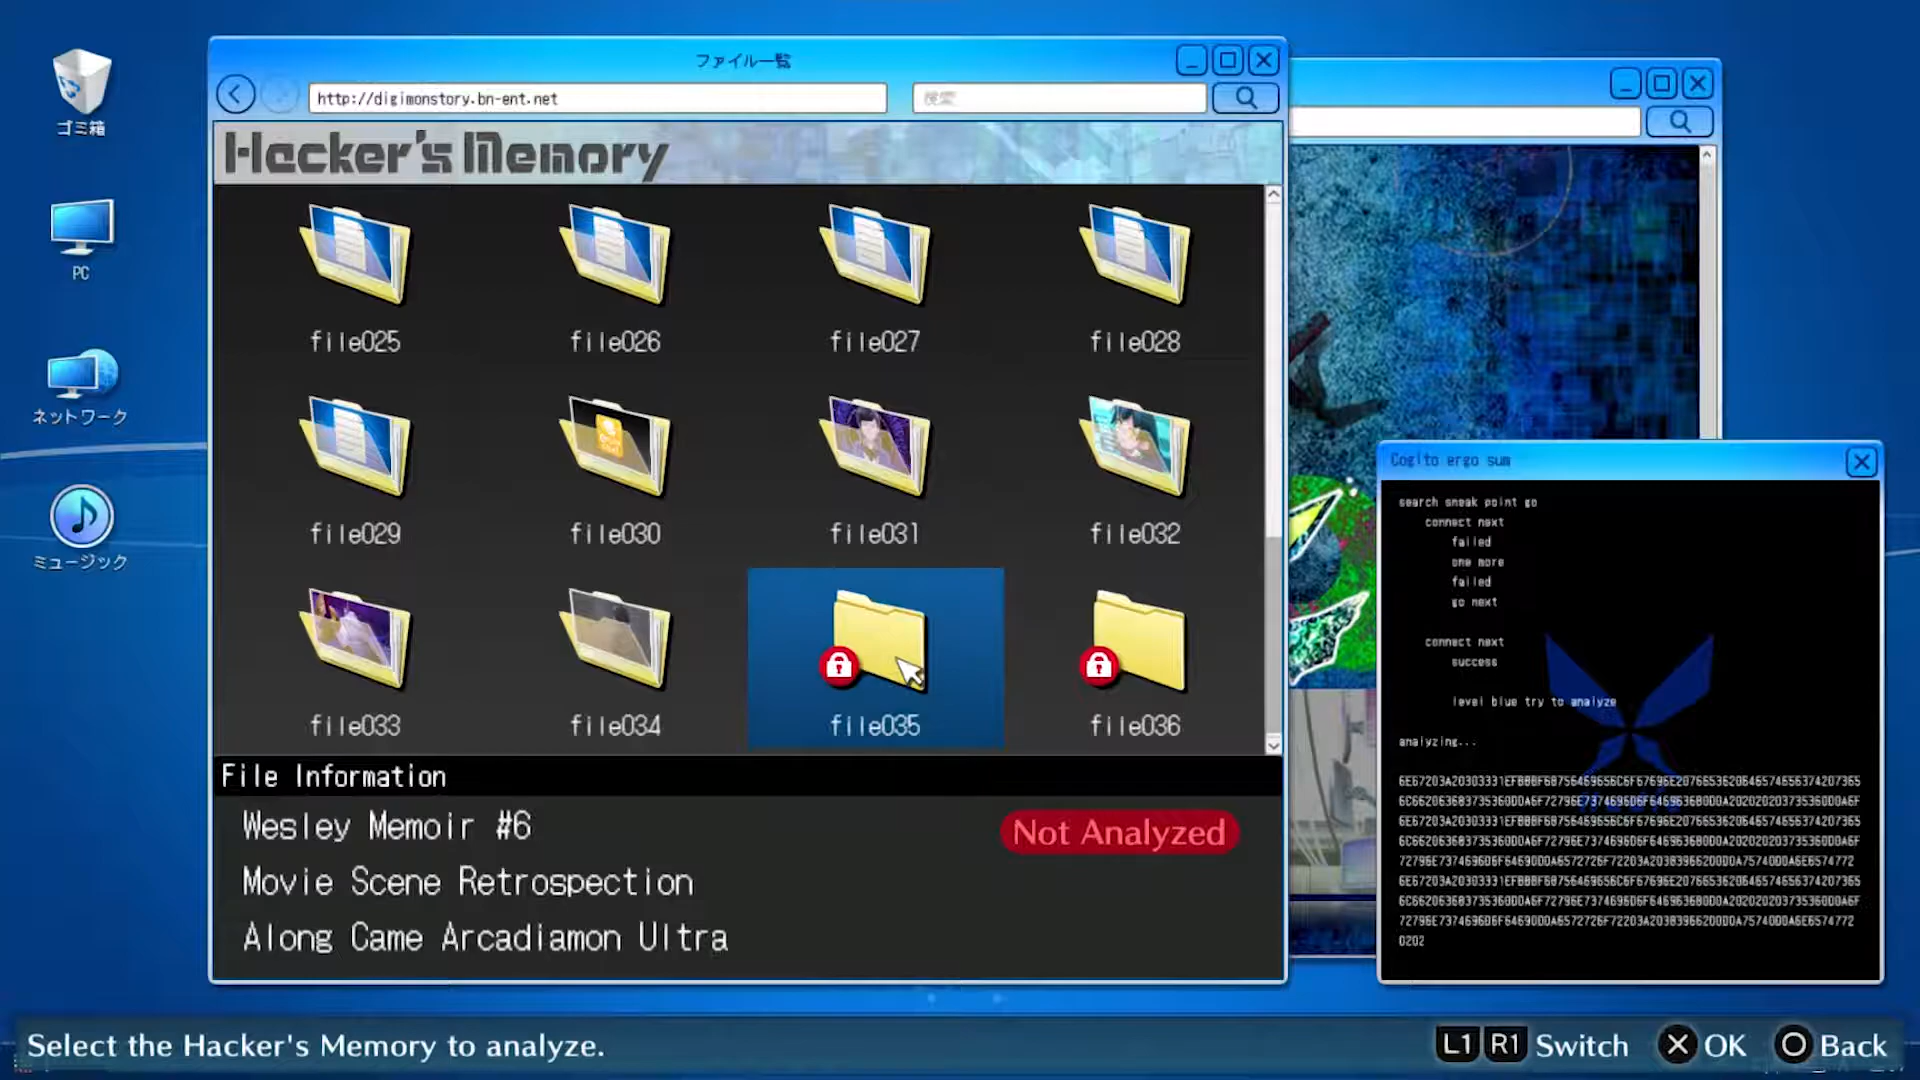 ゴミ箱
PC
ネットワーク
ミュージック
ファイル一覧
http://digimonstory.bn-ent.net
検索
Hacker's Memory
file025
file026
file027
file028
file029
file030
file031
file032
file033
file034
file035
file036
File Information
Wesley Memoir #6
Not Analyzed
Movie Scene Retrospection
Along Came Arcadiamon Ultra
Cogito ergo sum
search sneak point go
connect next
failed
one more
failed
go next
connect next
success
level blue try to analyze
analyzing...
0202
Select the Hacker's Memory to analyze.
L1 R1 Switch
OK
Back